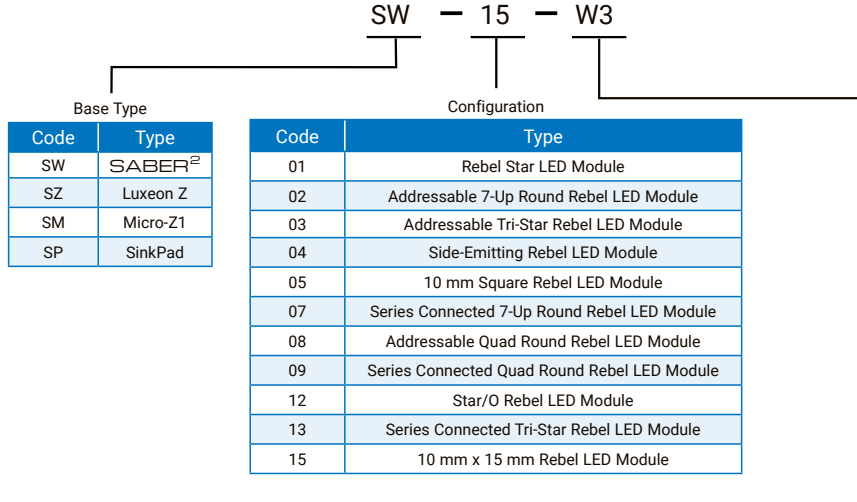 SW – 15 – W3
Base Type
Code Type
SW SABER²
SZ Luxeon Z
SM Micro-Z1
SP SinkPad
Configuration
Code Type
01 Rebel Star LED Module
02 Addressable 7-Up Round Rebel LED Module
03 Addressable Tri-Star Rebel LED Module
04 Side-Emitting Rebel LED Module
05 10 mm Square Rebel LED Module
07 Series Connected 7-Up Round Rebel LED Module
08 Addressable Quad Round Rebel LED Module
09 Series Connected Quad Round Rebel LED Module
12 Star/O Rebel LED Module
13 Series Connected Tri-Star Rebel LED Module
15 10 mm x 15 mm Rebel LED Module